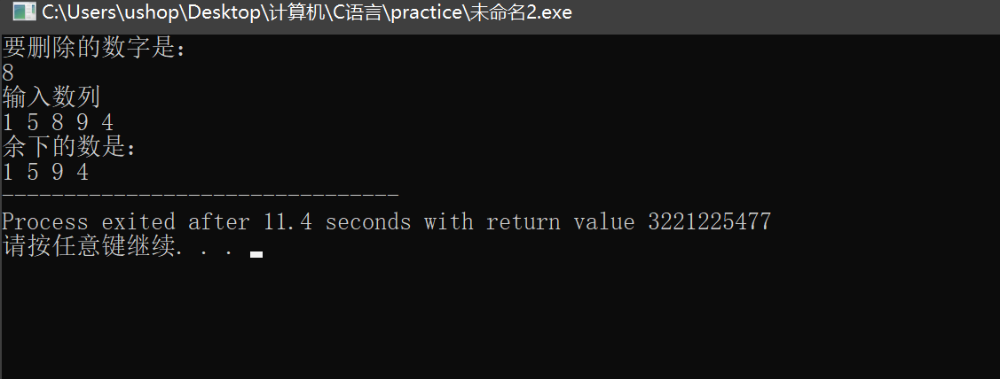 C:\Users\ushop\Desktop\计算机\C语言\practice\未命名2.exe
要删除的数字是：
8
输入数列
1 5 8 9 4
余下的数是：
1 5 9 4
--------------------------------
Process exited after 11.4 seconds with return value 3221225477
请按任意键继续. . .